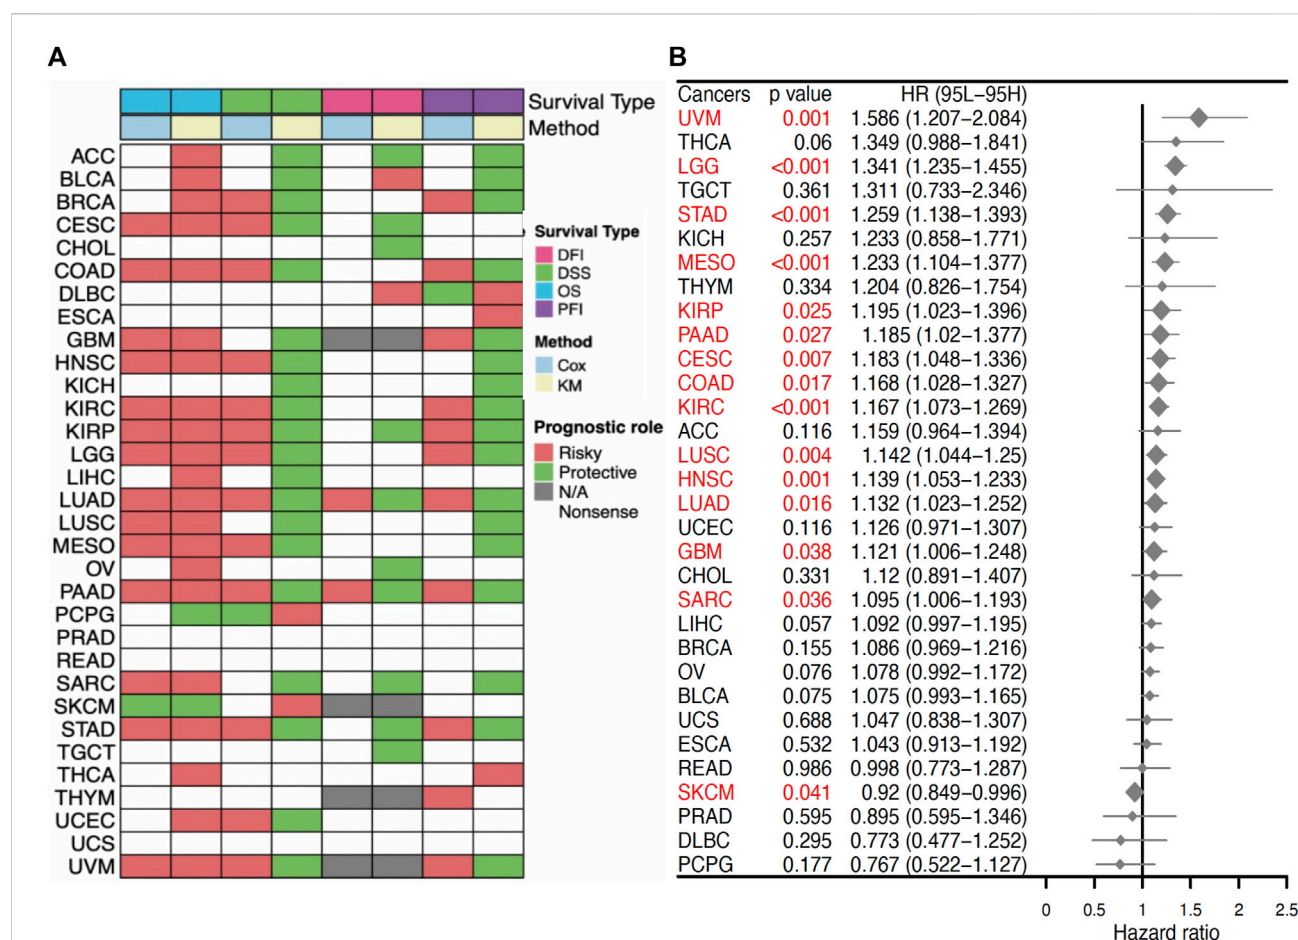 A
Survival Type
Method
ACC
BLCA
BRCA
CESC
CHOL
COAD
DLBC
ESCA
GBM
HNSC
KICH
KIRC
KIRP
LGG
LIHC
LUAD
LUSC
MESO
OV
PAAD
PCPG
PRAD
READ
SARC
SKCM
STAD
TGCT
THCA
THYM
UCEC
UCS
UVM
Survival Type
DFI
DSS
OS
PFI
Method
Cox
KM
Prognostic role
Risky
Protective
N/A
Nonsense
B
Cancers p value HR (95L−95H)
UVM 0.001 1.586 (1.207−2.084)
THCA 0.06 1.349 (0.988−1.841)
LGG <0.001 1.341 (1.235−1.455)
TGCT 0.361 1.311 (0.733−2.346)
STAD <0.001 1.259 (1.138−1.393)
KICH 0.257 1.233 (0.858−1.771)
MESO <0.001 1.233 (1.104−1.377)
THYM 0.334 1.204 (0.826−1.754)
KIRP 0.025 1.195 (1.023−1.396)
PAAD 0.027 1.185 (1.02−1.377)
CESC 0.007 1.183 (1.048−1.336)
COAD 0.017 1.168 (1.028−1.327)
KIRC <0.001 1.167 (1.073−1.269)
ACC 0.116 1.159 (0.964−1.394)
LUSC 0.004 1.142 (1.044−1.25)
HNSC 0.001 1.139 (1.053−1.233)
LUAD 0.016 1.132 (1.023−1.252)
UCEC 0.116 1.126 (0.971−1.307)
GBM 0.038 1.121 (1.006−1.248)
CHOL 0.331 1.12 (0.891−1.407)
SARC 0.036 1.095 (1.006−1.193)
LIHC 0.057 1.092 (0.997−1.195)
BRCA 0.155 1.086 (0.969−1.216)
OV 0.076 1.078 (0.992−1.172)
BLCA 0.075 1.075 (0.993−1.165)
UCS 0.688 1.047 (0.838−1.307)
ESCA 0.532 1.043 (0.913−1.192)
READ 0.986 0.998 (0.773−1.287)
SKCM 0.041 0.92 (0.849−0.996)
PRAD 0.595 0.895 (0.595−1.346)
DLBC 0.295 0.773 (0.477−1.252)
PCPG 0.177 0.767 (0.522−1.127)
0 0.5 1 1.5 2 2.5
Hazard ratio